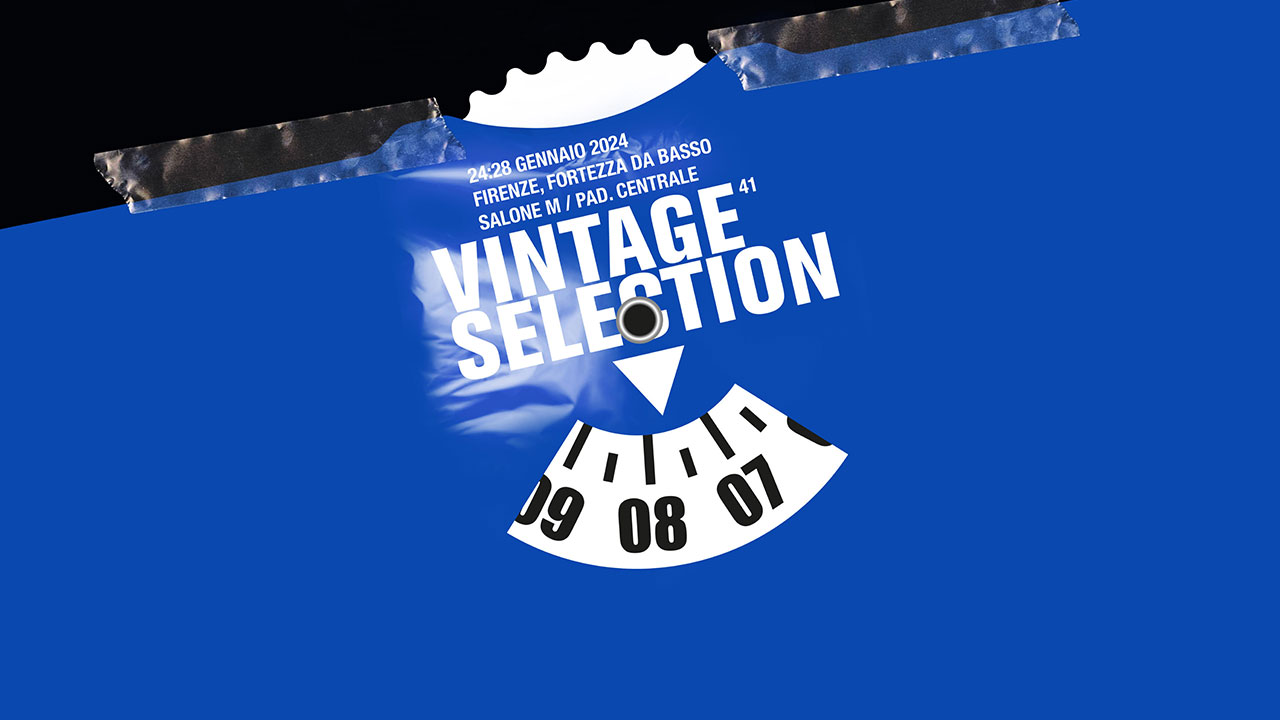 24:28 GENNAIO 2024
FIRENZE, FORTEZZA DA BASSO
SALONE M / PAD. CENTRALE
VINTAGE 41
SELECTION
09 08 07